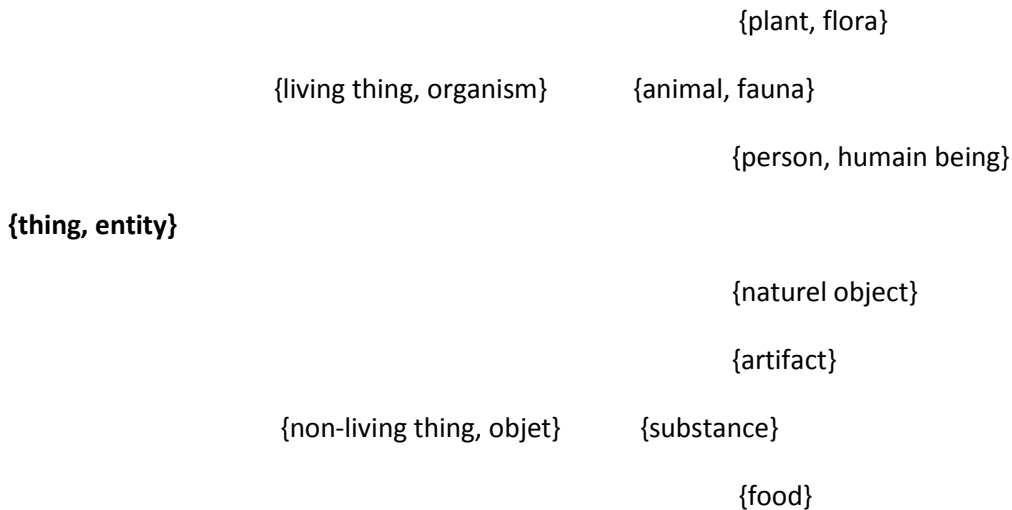 {plant, flora}
{living thing, organism} {animal, fauna}
{person, humain being}
{thing, entity}
{naturel object}
{artifact}
{non-living thing, objet} {substance}
{food}